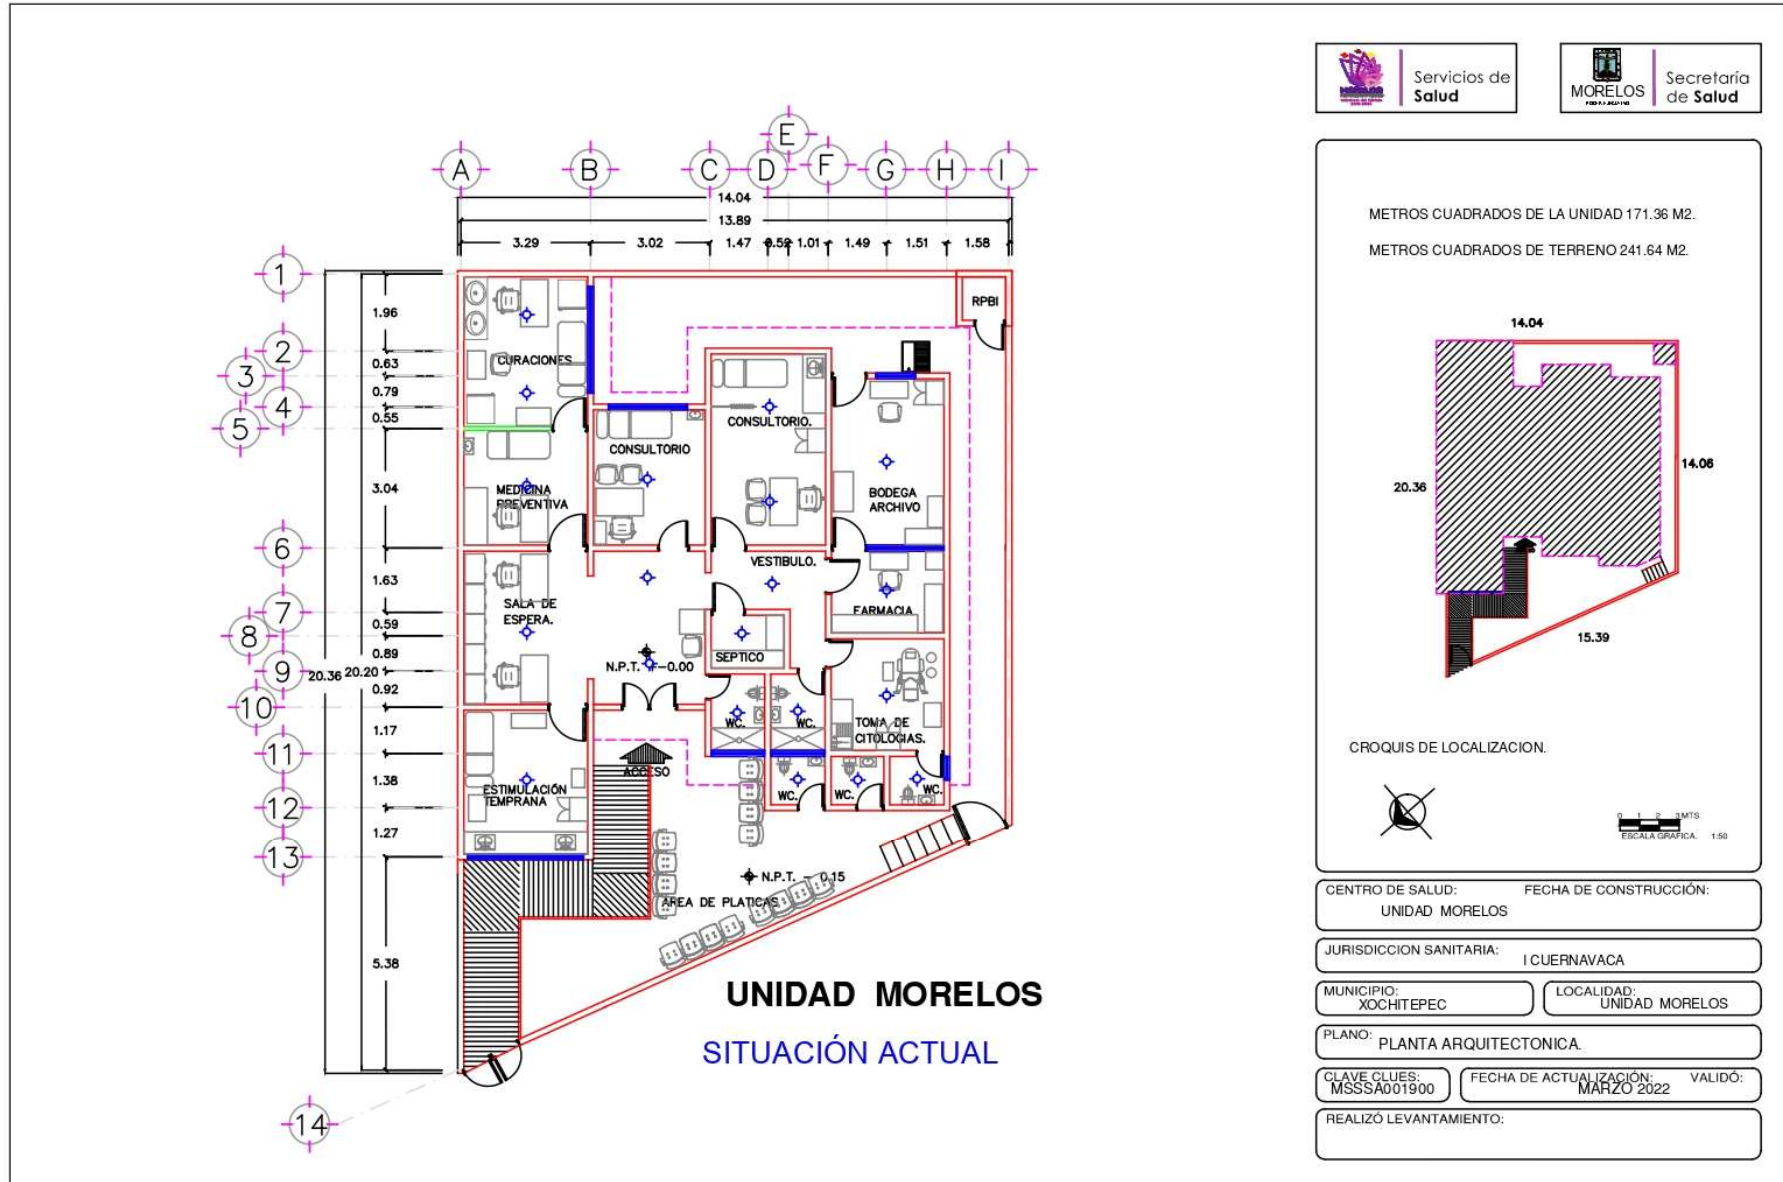 Servicios de
Salud
MORELOS
Secretaría
de Salud
A
B
C
D
E
F
G
H
I
14.04
13.89
3.29
3.02
1.47
0.52
1.01
1.49
1.51
1.58
1
2
3
4
5
6
7
8
9
10
11
12
13
14
20.36
20.20
1.96
0.63
0.79
0.55
3.04
1.63
0.59
0.89
0.92
1.17
1.38
1.27
5.38
RPBI
CURACIONES
CONSULTORIO.
CONSULTORIO
MEDICINA
PREVENTIVA
BODEGA
ARCHIVO
VESTIBULO.
SALA DE
ESPERA.
FARMACIA
SEPTICO
N.P.T. +-0.00
WC.
WC.
TOMA DE
CITOLOGIAS.
ACCESO
ESTIMULACIÓN
TEMPRANA
WC.
WC.
WC.
N.P.T. - 0.15
AREA DE PLATICAS
UNIDAD MORELOS
SITUACIÓN ACTUAL
METROS CUADRADOS DE LA UNIDAD 171.36 M2.
METROS CUADRADOS DE TERRENO 241.64 M2.
14.04
14.06
20.36
15.39
CROQUIS DE LOCALIZACION.
0 1 2 3 MTS
ESCALA GRAFICA. 1:50
CENTRO DE SALUD: FECHA DE CONSTRUCCIÓN:
UNIDAD MORELOS
JURISDICCION SANITARIA: I CUERNAVACA
MUNICIPIO:
XOCHITEPEC
LOCALIDAD:
UNIDAD MORELOS
PLANO: PLANTA ARQUITECTONICA.
CLAVE CLUES:
MSSSA001900
FECHA DE ACTUALIZACIÓN: VALIDÓ:
MARZO 2022
REALIZÓ LEVANTAMIENTO: